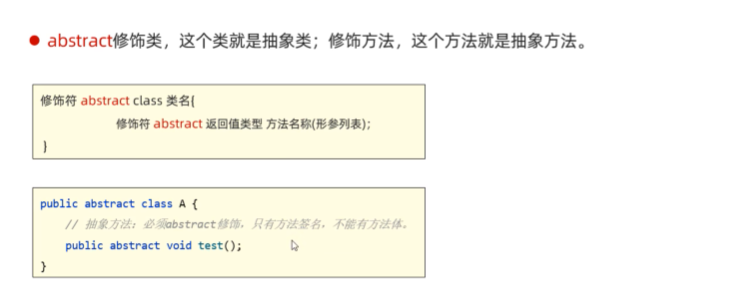 ● abstract修饰类，这个类就是抽象类；修饰方法，这个方法就是抽象方法。
修饰符 abstract class 类名{
修饰符 abstract 返回值类型 方法名称(形参列表);
}
public abstract class A {
// 抽象方法：必须abstract修饰，只有方法签名，不能有方法体。
public abstract void test();
}